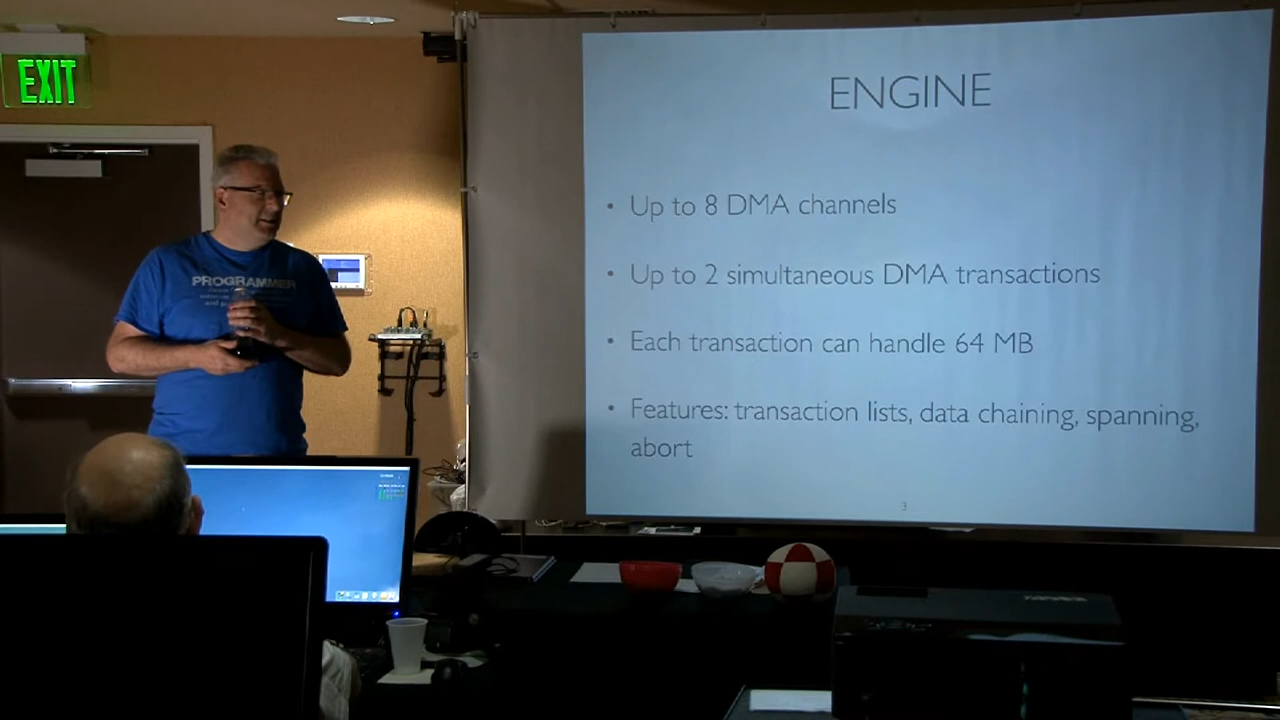 EXIT
ENGINE
• Up to 8 DMA channels
• Up to 2 simultaneous DMA transactions
• Each transaction can handle 64 MB
• Features: transaction lists, data chaining, spanning,
abort
3
PROGRAMMER